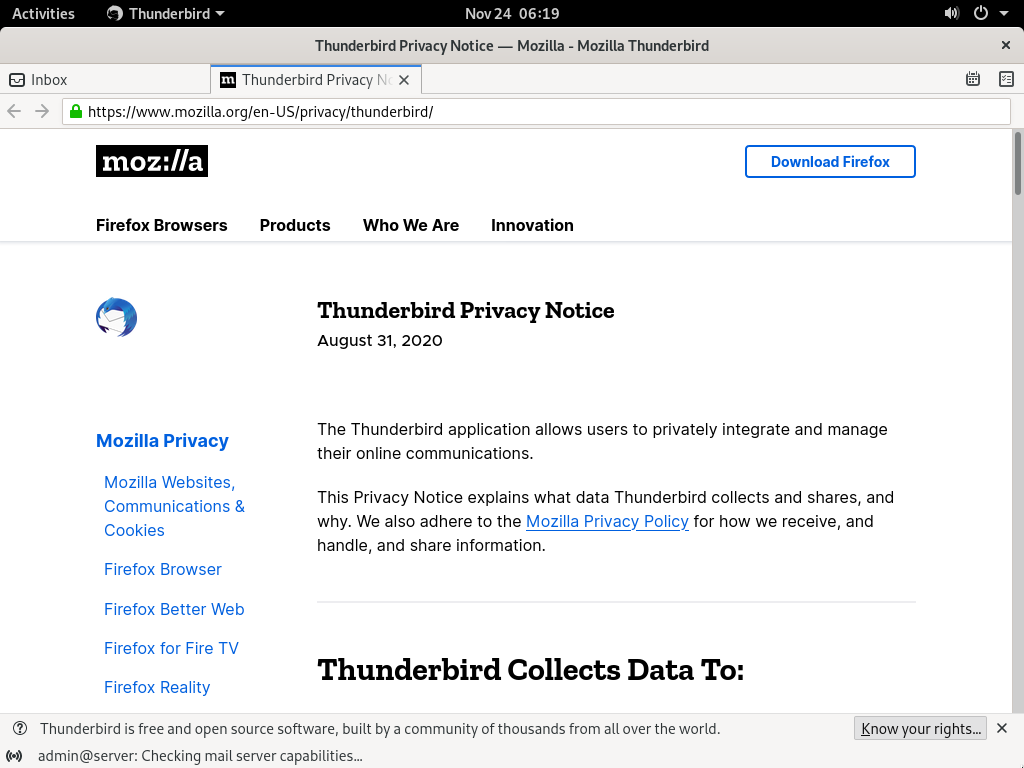 Activities
Thunderbird
Nov 24 06:19
Thunderbird Privacy Notice — Mozilla - Mozilla Thunderbird
Inbox
Thunderbird Privacy No
https://www.mozilla.org/en-US/privacy/thunderbird/
moz://a
Download Firefox
Firefox Browsers
Products
Who We Are
Innovation
Thunderbird Privacy Notice
August 31, 2020
The Thunderbird application allows users to privately integrate and manage
their online communications.
This Privacy Notice explains what data Thunderbird collects and shares, and
why. We also adhere to the Mozilla Privacy Policy for how we receive, and
handle, and share information.
Thunderbird Collects Data To:
Mozilla Privacy
Mozilla Websites,
Communications &
Cookies
Firefox Browser
Firefox Better Web
Firefox for Fire TV
Firefox Reality
Thunderbird is free and open source software, built by a community of thousands from all over the world.
Know your rights...
admin@server: Checking mail server capabilities...